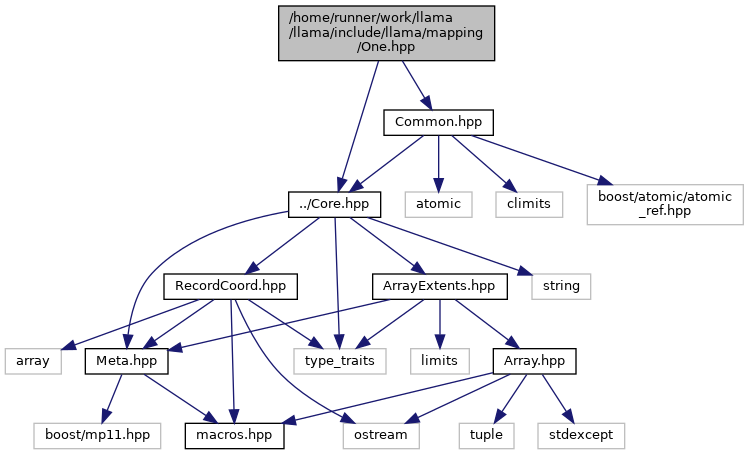 /home/runner/work/llama
/llama/include/llama/mapping
/One.hpp
Common.hpp
../Core.hpp
atomic
climits
boost/atomic/atomic
_ref.hpp
RecordCoord.hpp
ArrayExtents.hpp
string
array
Meta.hpp
type_traits
limits
Array.hpp
boost/mp11.hpp
macros.hpp
ostream
tuple
stdexcept